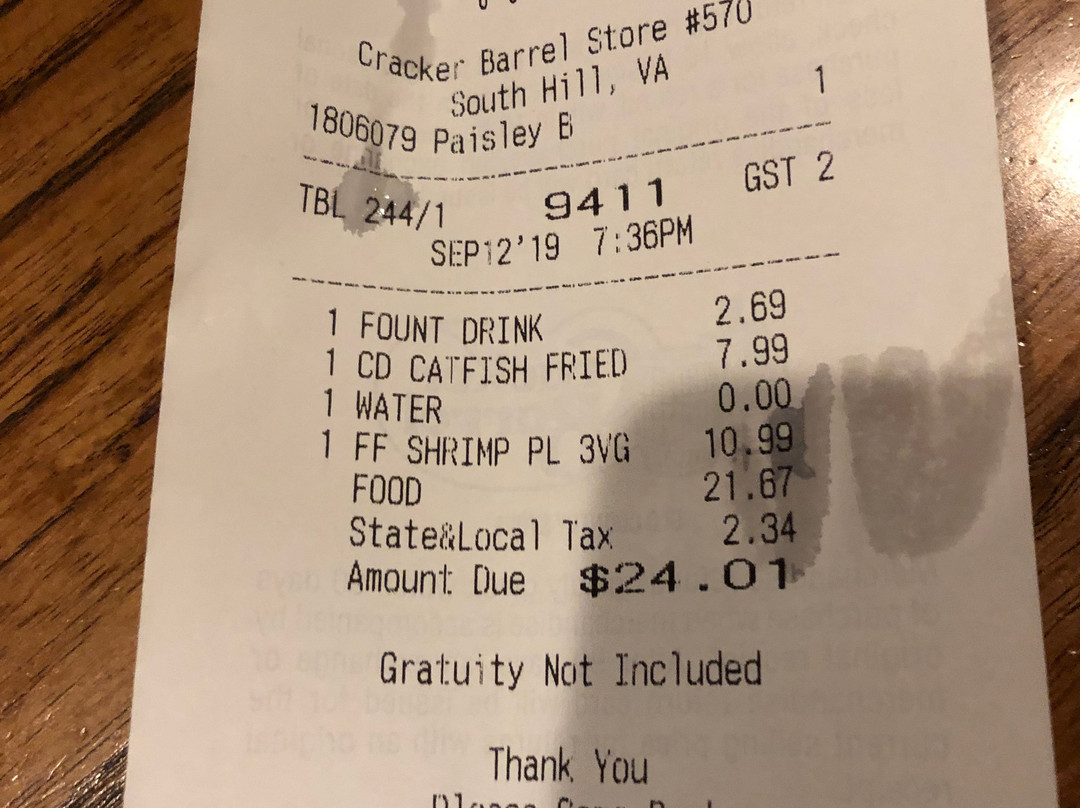 Cracker Barrel Store #570
South Hill, VA
1806079 Paisley B 1
TBL 244/1 9411 GST 2
SEP12'19 7:36PM
1 FOUNT DRINK 2.69
1 CD CATFISH FRIED 7.99
1 WATER 0.00
1 FF SHRIMP PL 3VG 10.99
FOOD 21.67
State&Local Tax 2.34
Amount Due $24.01
Gratuity Not Included
Thank You